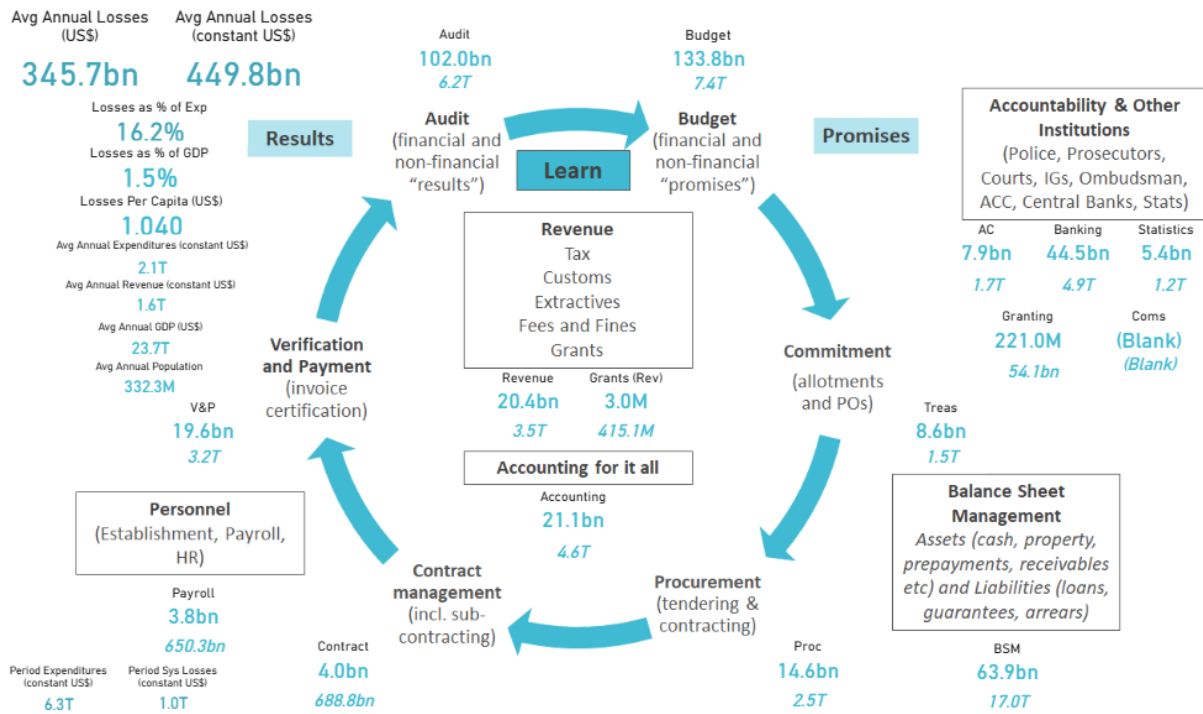 Avg Annual Losses
(US$)
345.7bn
Avg Annual Losses
(constant US$)
449.8bn
Losses as % of Exp
16.2%
Losses as % of GDP
1.5%
Losses Per Capita (US$)
1.040
Avg Annual Expenditures (constant US$)
2.1T
Avg Annual Revenue (constant US$)
1.6T
Avg Annual GDP (US$)
23.7T
Avg Annual Population
332.3M
Results
Audit
102.0bn
6.2T
Audit
(financial and
non-financial
“results”)
Learn
Budget
133.8bn
7.4T
Budget
(financial and
non-financial
“promises”)
Promises
Accountability & Other
Institutions
(Police, Prosecutors,
Courts, IGs, Ombudsman,
ACC, Central Banks, Stats)
AC
7.9bn
1.7T
Banking
44.5bn
4.9T
Statistics
5.4bn
1.2T
Granting
221.0M
54.1bn
Coms
(Blank)
(Blank)
Revenue
Tax
Customs
Extractives
Fees and Fines
Grants
Revenue
20.4bn
3.5T
Grants (Rev)
3.0M
415.1M
Accounting for it all
Accounting
21.1bn
4.6T
Verification
and Payment
(invoice
certification)
V&P
19.6bn
3.2T
Commitment
(allotments
and POs)
Treas
8.6bn
1.5T
Balance Sheet
Management
Assets (cash, property,
prepayments, receivables
etc) and Liabilities (loans,
guarantees, arrears)
BSM
63.9bn
17.0T
Personnel
(Establishment, Payroll,
HR)
Payroll
3.8bn
650.3bn
Period Expenditures
(constant US$)
6.3T
Period Sys Losses
(constant US$)
1.0T
Contract
management
(incl. sub-
contracting)
Contract
4.0bn
688.8bn
Procurement
(tendering &
contracting)
Proc
14.6bn
2.5T